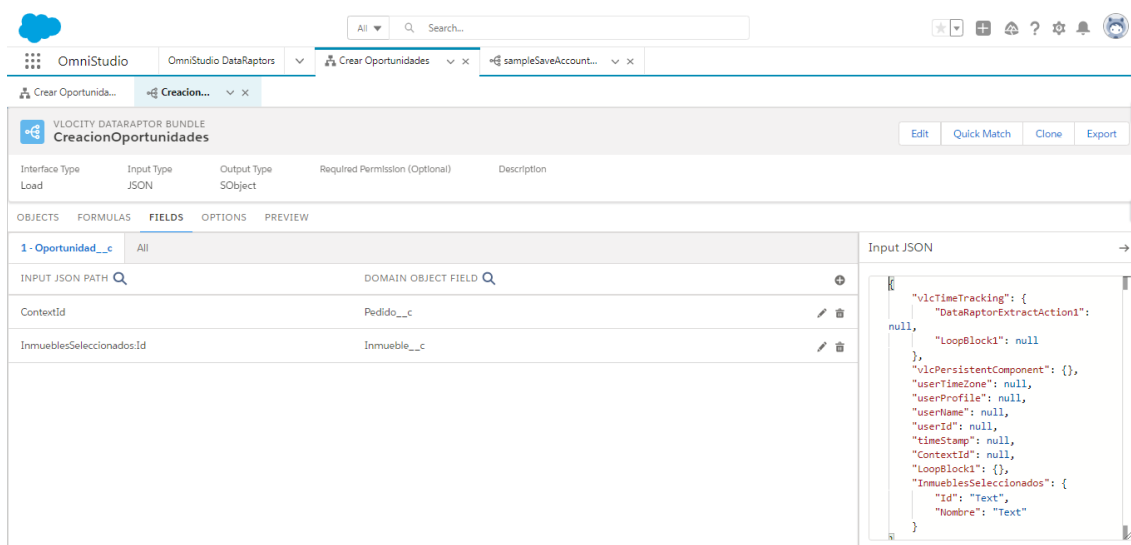 All
Search...
OmniStudio
OmniStudio DataRaptors
Crear Oportunidades
sampleSaveAccount...
Crear Oportunida...
Creacion...
VLOCITY DATARAPTOR BUNDLE
CreacionOportunidades
Edit
Quick Match
Clone
Export
Interface Type
Input Type
Output Type
Required Permission (Optional)
Description
Load
JSON
SObject
OBJECTS
FORMULAS
FIELDS
OPTIONS
PREVIEW
1 - Oportunidad__c
All
Input JSON
INPUT JSON PATH
DOMAIN OBJECT FIELD
ContextId
Pedido__c
InmueblesSeleccionados:Id
Inmueble__c
{
"vlcTimeTracking": {
"DataRaptorExtractAction1":
null,
"LoopBlock1": null
},
"vlcPersistentComponent": {},
"userTimeZone": null,
"userProfile": null,
"userName": null,
"userId": null,
"timeStamp": null,
"ContextId": null,
"LoopBlock1": {},
"InmueblesSeleccionados": {
"Id": "Text",
"Nombre": "Text"
}
}